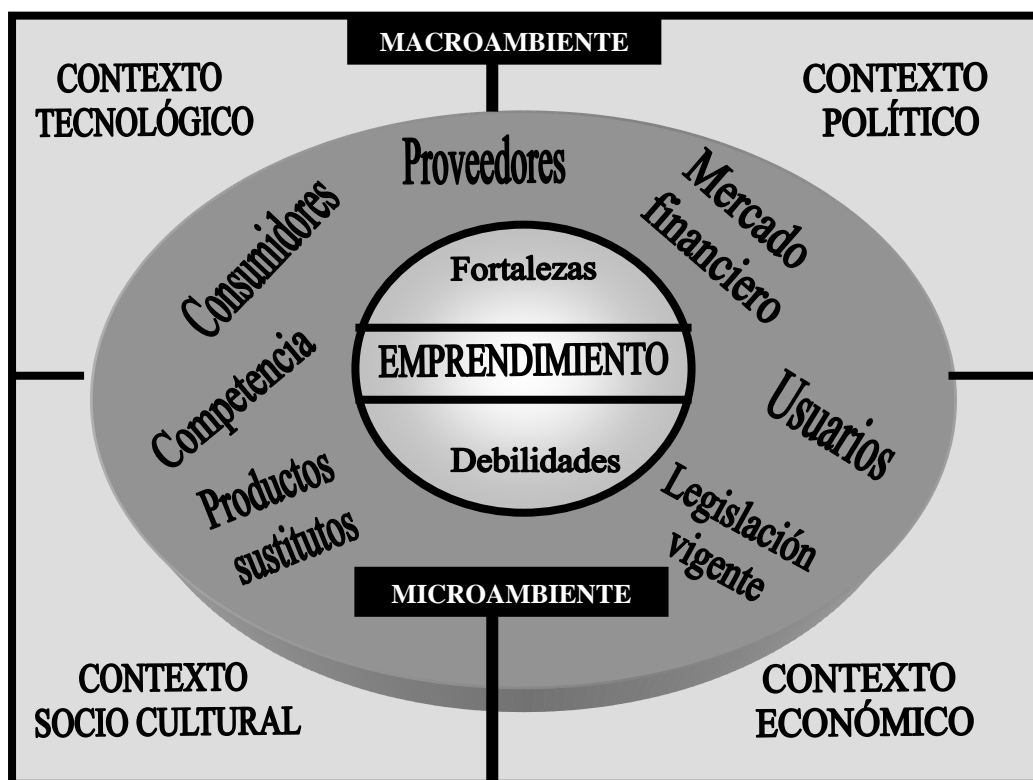 MACROAMBIENTE
CONTEXTO
TECNOLÓGICO
CONTEXTO
POLÍTICO
Proveedores
Consumidores
Mercado
financiero
Fortalezas
EMPRENDIMIENTO
Debilidades
Competencia
Usuarios
Productos
sustitutos
Legislación
vigente
MICROAMBIENTE
CONTEXTO
SOCIO CULTURAL
CONTEXTO
ECONÓMICO